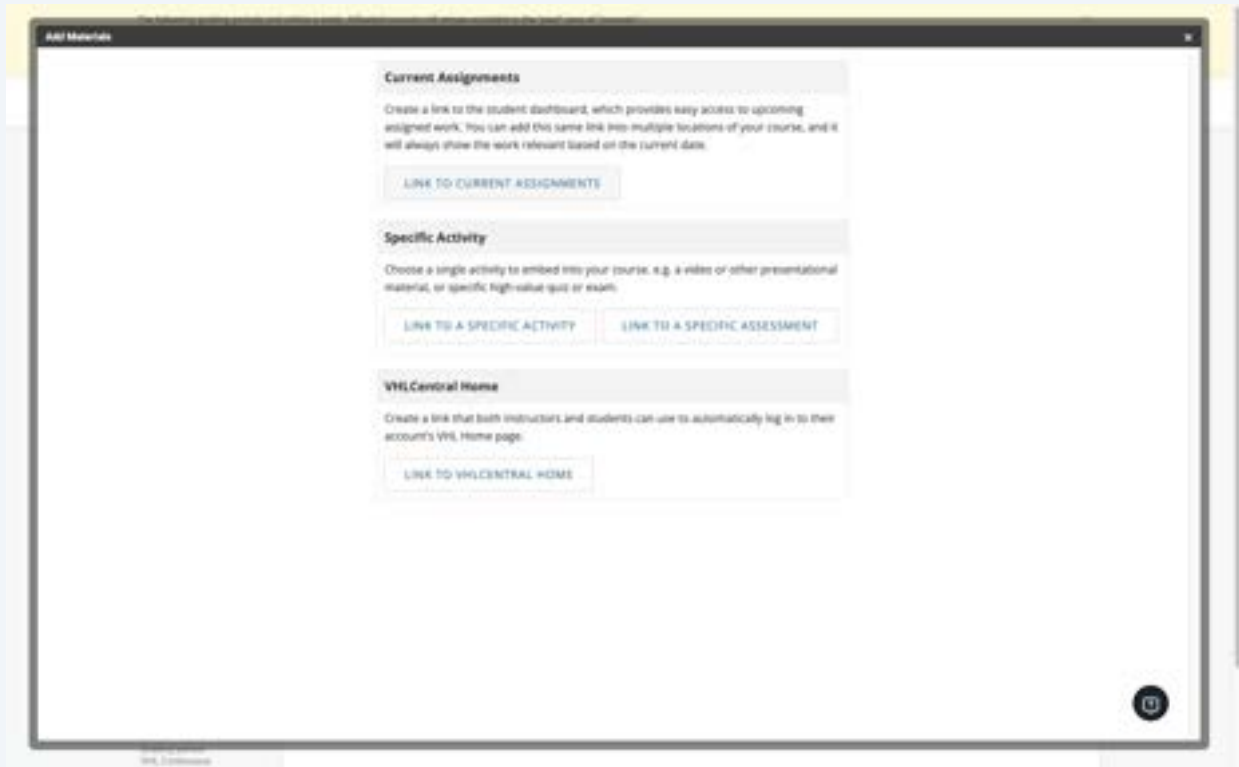 Add Materials
Current Assignments
Create a link to the student dashboard, which provides easy access to upcoming
assigned work. You can add this same link into multiple locations of your course, and it
will always show the work relevant based on the current date.
LINK TO CURRENT ASSIGNMENTS
Specific Activity
Choose a single activity to embed into your course, e.g. a video or other presentational
material, or specific high-value quiz or exam.
LINK TO A SPECIFIC ACTIVITY LINK TO A SPECIFIC ASSESSMENT
VHLCentral Home
Create a link that both instructors and students can use to automatically log in to their
account's VHL Home page.
LINK TO VHLCENTRAL HOME